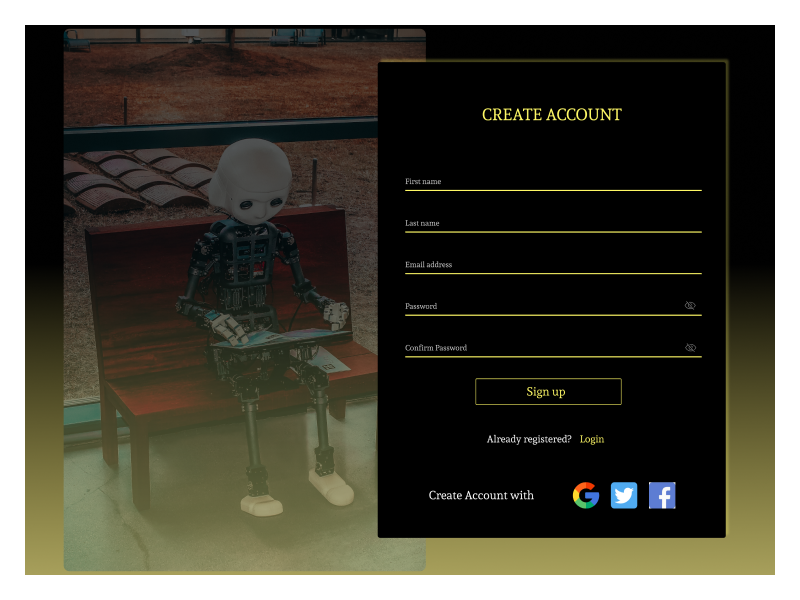 CREATE ACCOUNT
First name
Last name
Email address
Password
Confirm Password
Sign up
Already registered? Login
Create Account with